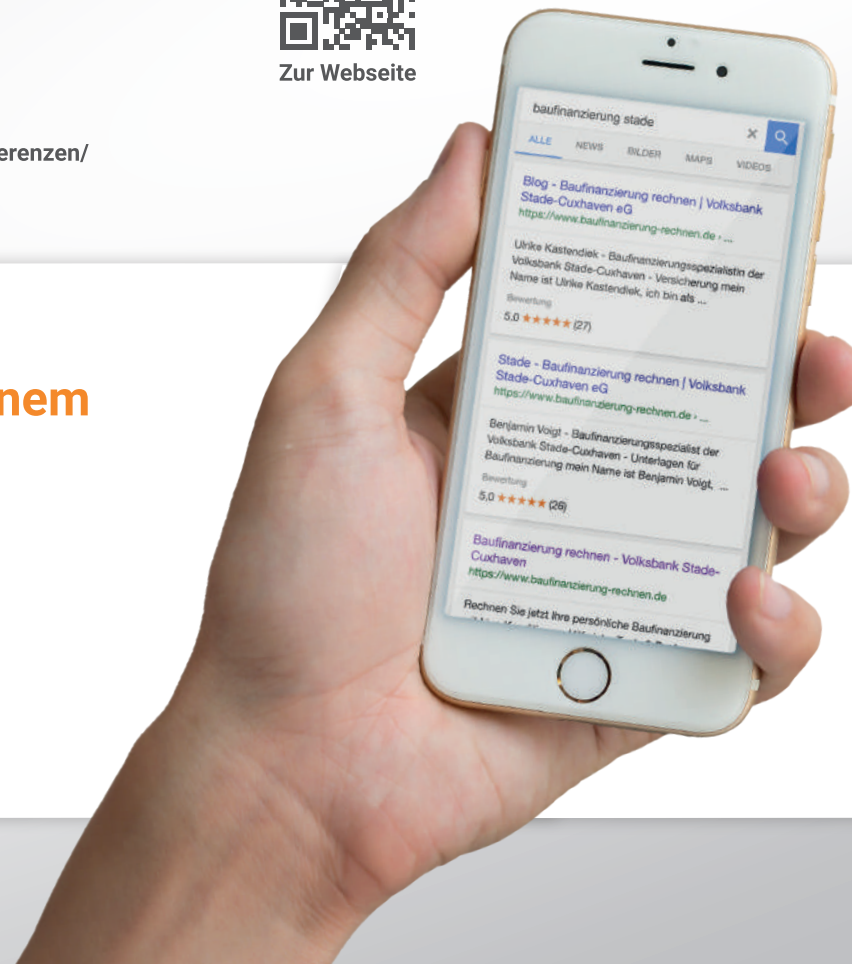 Zur Webseite
erenzen/
nem
baufinanzierung stade
ALLE NEWS BILDER MAPS VIDEOS
Blog - Baufinanzierung rechnen | Volksbank
Stade-Cuxhaven eG
https://www.baufinanzierung-rechnen.de › ...
Ulrike Kastendiek - Baufinanzierungsspezialistin der
Volksbank Stade-Cuxhaven - Versicherung mein
Name ist Ulrike Kastendiek, ich bin als ...
Bewertung
5,0 ★★★★★ (27)
Stade - Baufinanzierung rechnen | Volksbank
Stade-Cuxhaven eG
https://www.baufinanzierung-rechnen.de › ...
Benjamin Voigt - Baufinanzierungsspezialist der
Volksbank Stade-Cuxhaven - Unterlagen für
Baufinanzierung mein Name ist Benjamin Voigt, ...
Bewertung
5,0 ★★★★★ (26)
Baufinanzierung rechnen - Volksbank Stade-
Cuxhaven
https://www.baufinanzierung-rechnen.de
Rechnen Sie jetzt Ihre persönliche Baufinanzierung